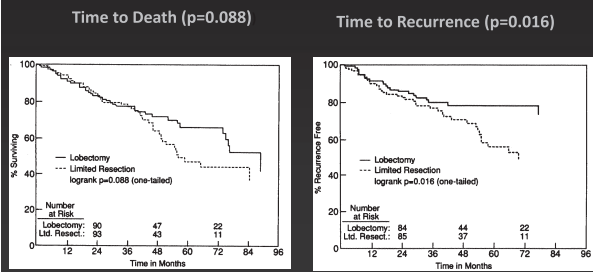 Time to Death (p=0.088)
Time to Recurrence (p=0.016)
100
80
60
40
20
0
% Surviving
Lobectomy
Limited Resection
logrank p=0.088 (one-tailed)
Number
at Risk
Lobectomy: 90 47 22
Ltd. Resect.: 93 43 11
12 24 36 48 60 72 84 96
Time in Months
100
80
60
40
20
0
% Recurrence Free
Lobectomy
Limited Resection
logrank p=0.016 (one-tailed)
Number
at Risk
Lobectomy: 84 44 22
Ltd. Resect.: 85 37 11
12 24 36 48 60 72 84 96
Time in Months